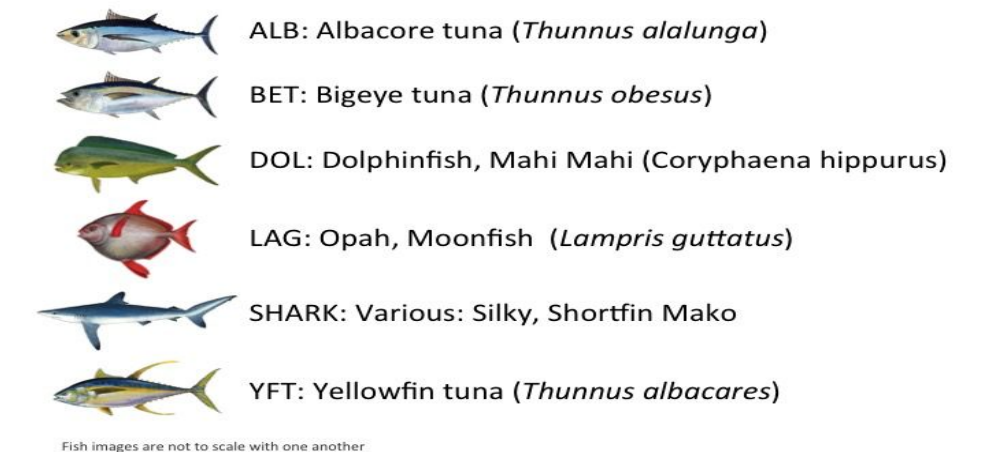 ALB: Albacore tuna (Thunnus alalunga)
BET: Bigeye tuna (Thunnus obesus)
DOL: Dolphinfish, Mahi Mahi (Coryphaena hippurus)
LAG: Opah, Moonfish (Lampris guttatus)
SHARK: Various: Silky, Shortfin Mako
YFT: Yellowfin tuna (Thunnus albacares)
Fish images are not to scale with one another